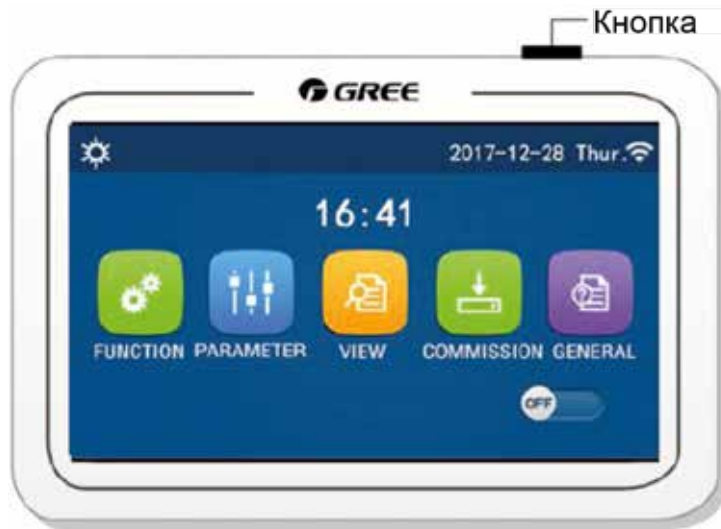 Кнопка
GREE
2017-12-28 Thur.
16:41
FUNCTION PARAMETER VIEW COMMISSION GENERAL
OFF